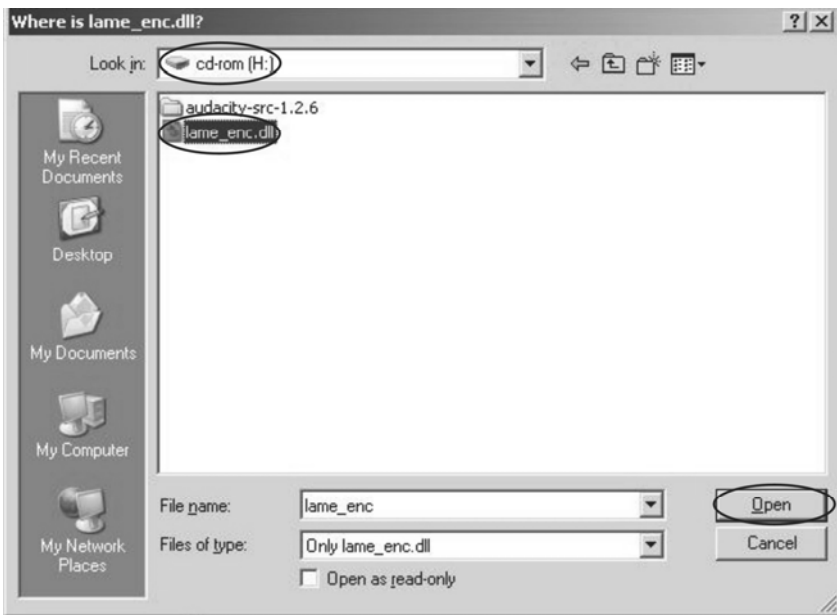 Where is lame_enc.dll?
Look in:
cd-rom (H:)
audacity-src-1.2.6
lame_enc.dll
My Recent
Documents
Desktop
My Documents
My Computer
My Network
Places
File name:
lame_enc
Open
Files of type:
Only lame_enc.dll
Cancel
Open as read-only